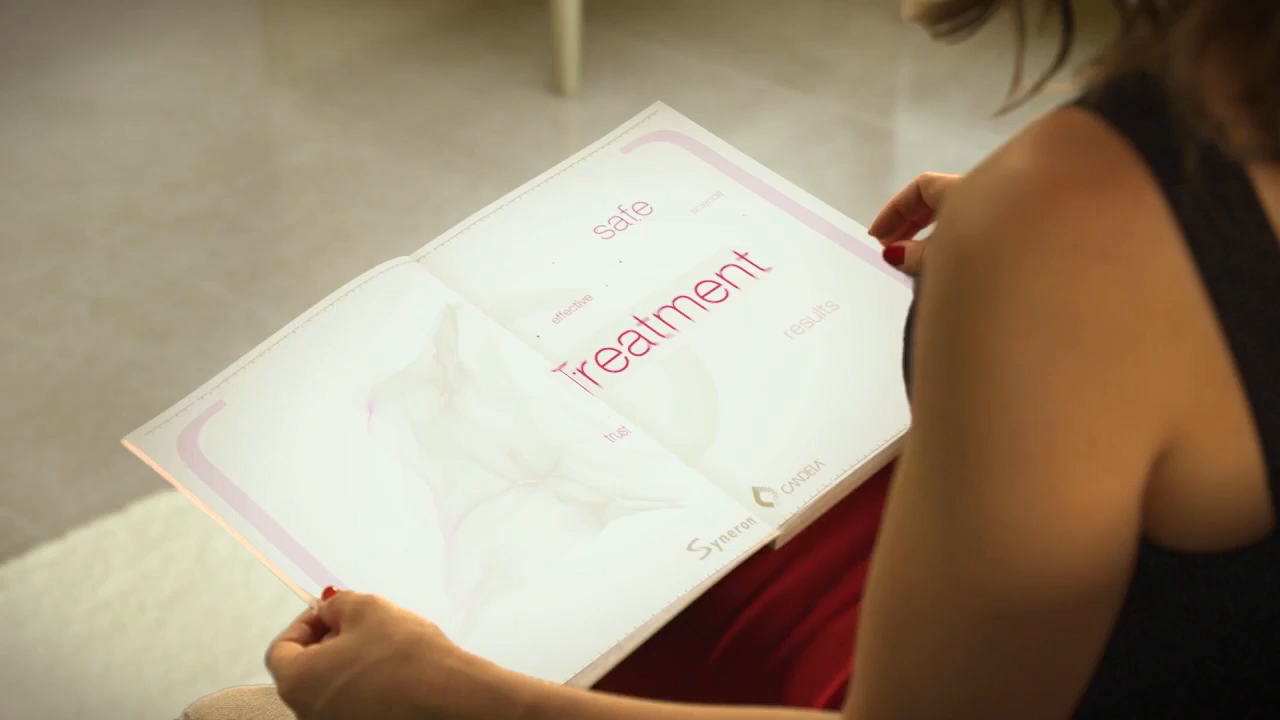 safe
effective
Treatment
results
trust
Syneron
CANDELA